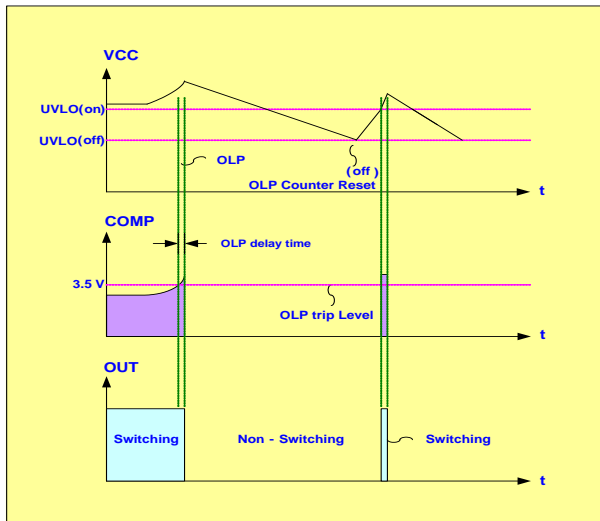 VCC
UVLO(on)
UVLO(off)
OLP
(off)
OLP Counter Reset
t
COMP
OLP delay time
3.5 V
OLP trip Level
t
OUT
Switching
Non - Switching
Switching
t